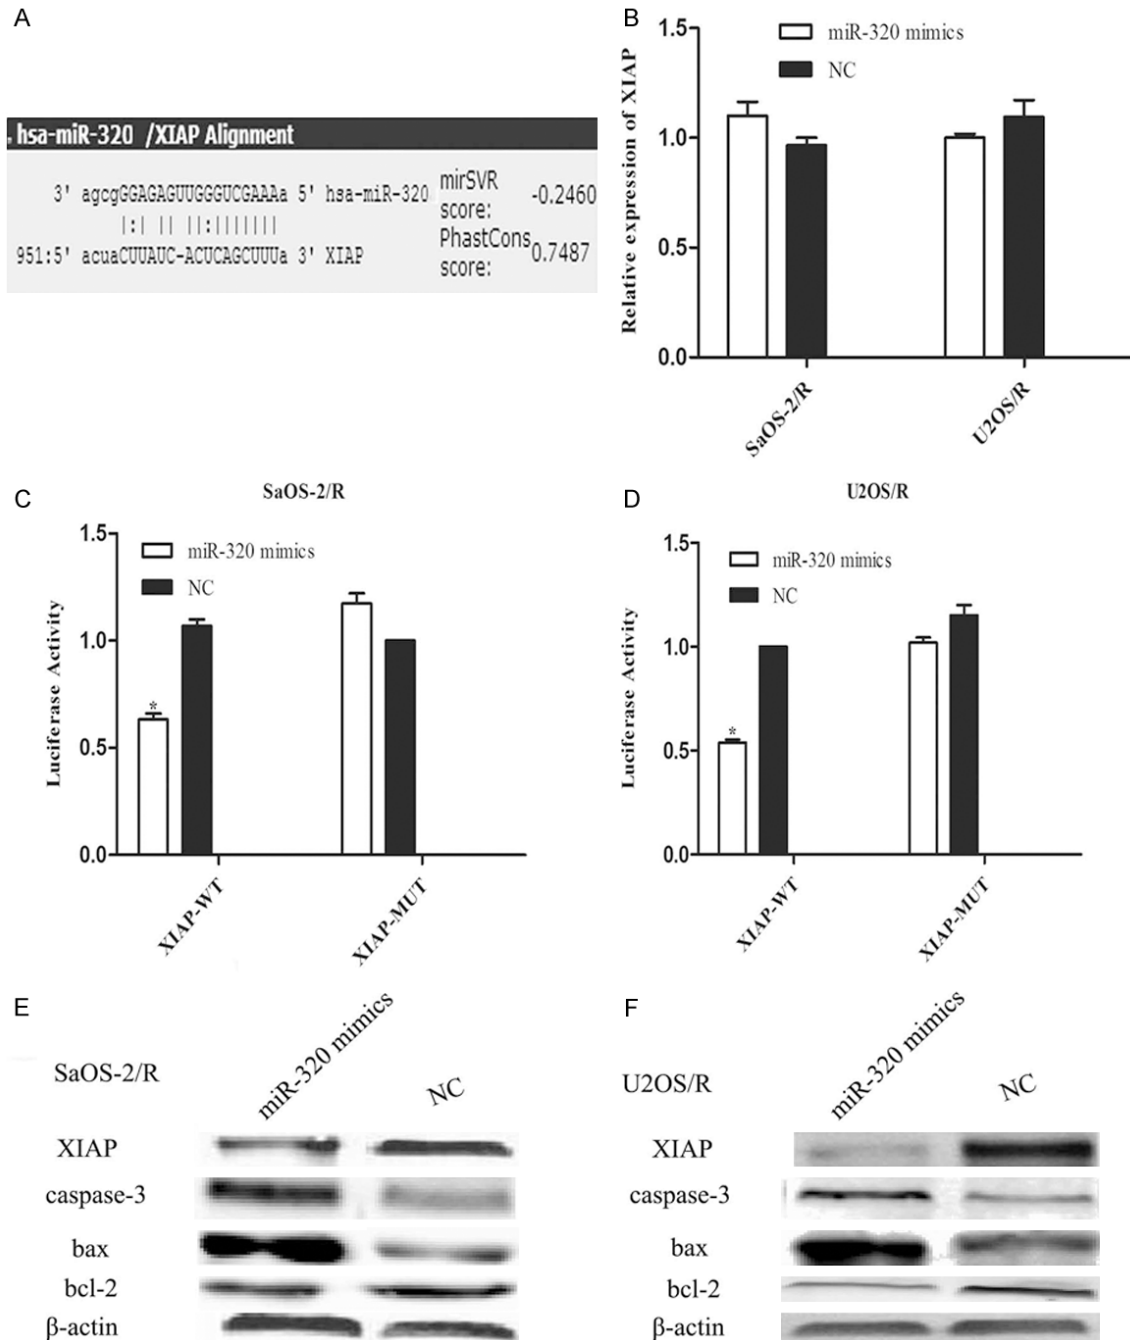 A
. hsa-miR-320 /XIAP Alignment
3' agcgGGAGAGUUGGGUCGAAAa 5' hsa-miR-320
|:| || ||:|||||||
951:5' acuaCUUAUC-ACUCAGCUUUa 3' XIAP
mirSVR score: -0.2460
PhastCons score: 0.7487
B
Relative expression of XIAP
1.5
1.0
0.5
0.0
miR-320 mimics
NC
SaOS-2/R
U2OS/R
C
SaOS-2/R
Luciferase Activity
1.5
1.0
0.5
0.0
miR-320 mimics
NC
*
XIAP-WT
XIAP-MUT
D
U2OS/R
Luciferase Activity
1.5
1.0
0.5
0.0
miR-320 mimics
NC
*
XIAP-WT
XIAP-MUT
E
SaOS-2/R
miR-320 mimics
NC
XIAP
caspase-3
bax
bcl-2
β-actin
F
U2OS/R
miR-320 mimics
NC
XIAP
caspase-3
bax
bcl-2
β-actin